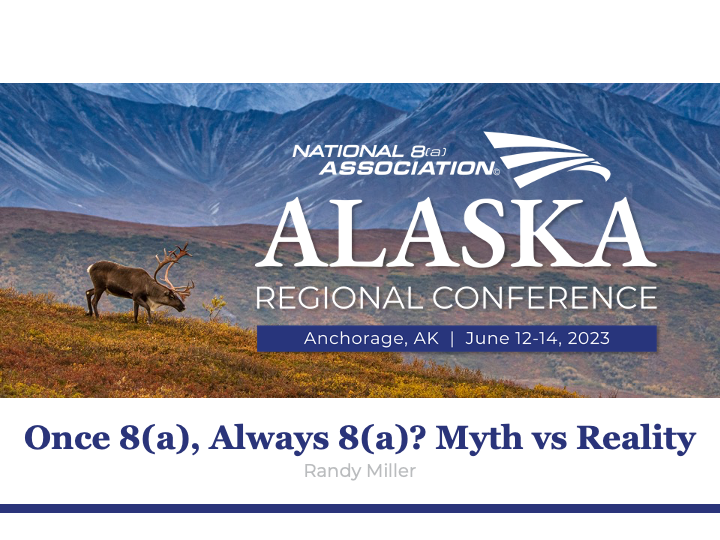 NATIONAL 8(a)
ASSOCIATION©
ALASKA
REGIONAL CONFERENCE
Anchorage, AK | June 12-14, 2023
Once 8(a), Always 8(a)? Myth vs Reality
Randy Miller